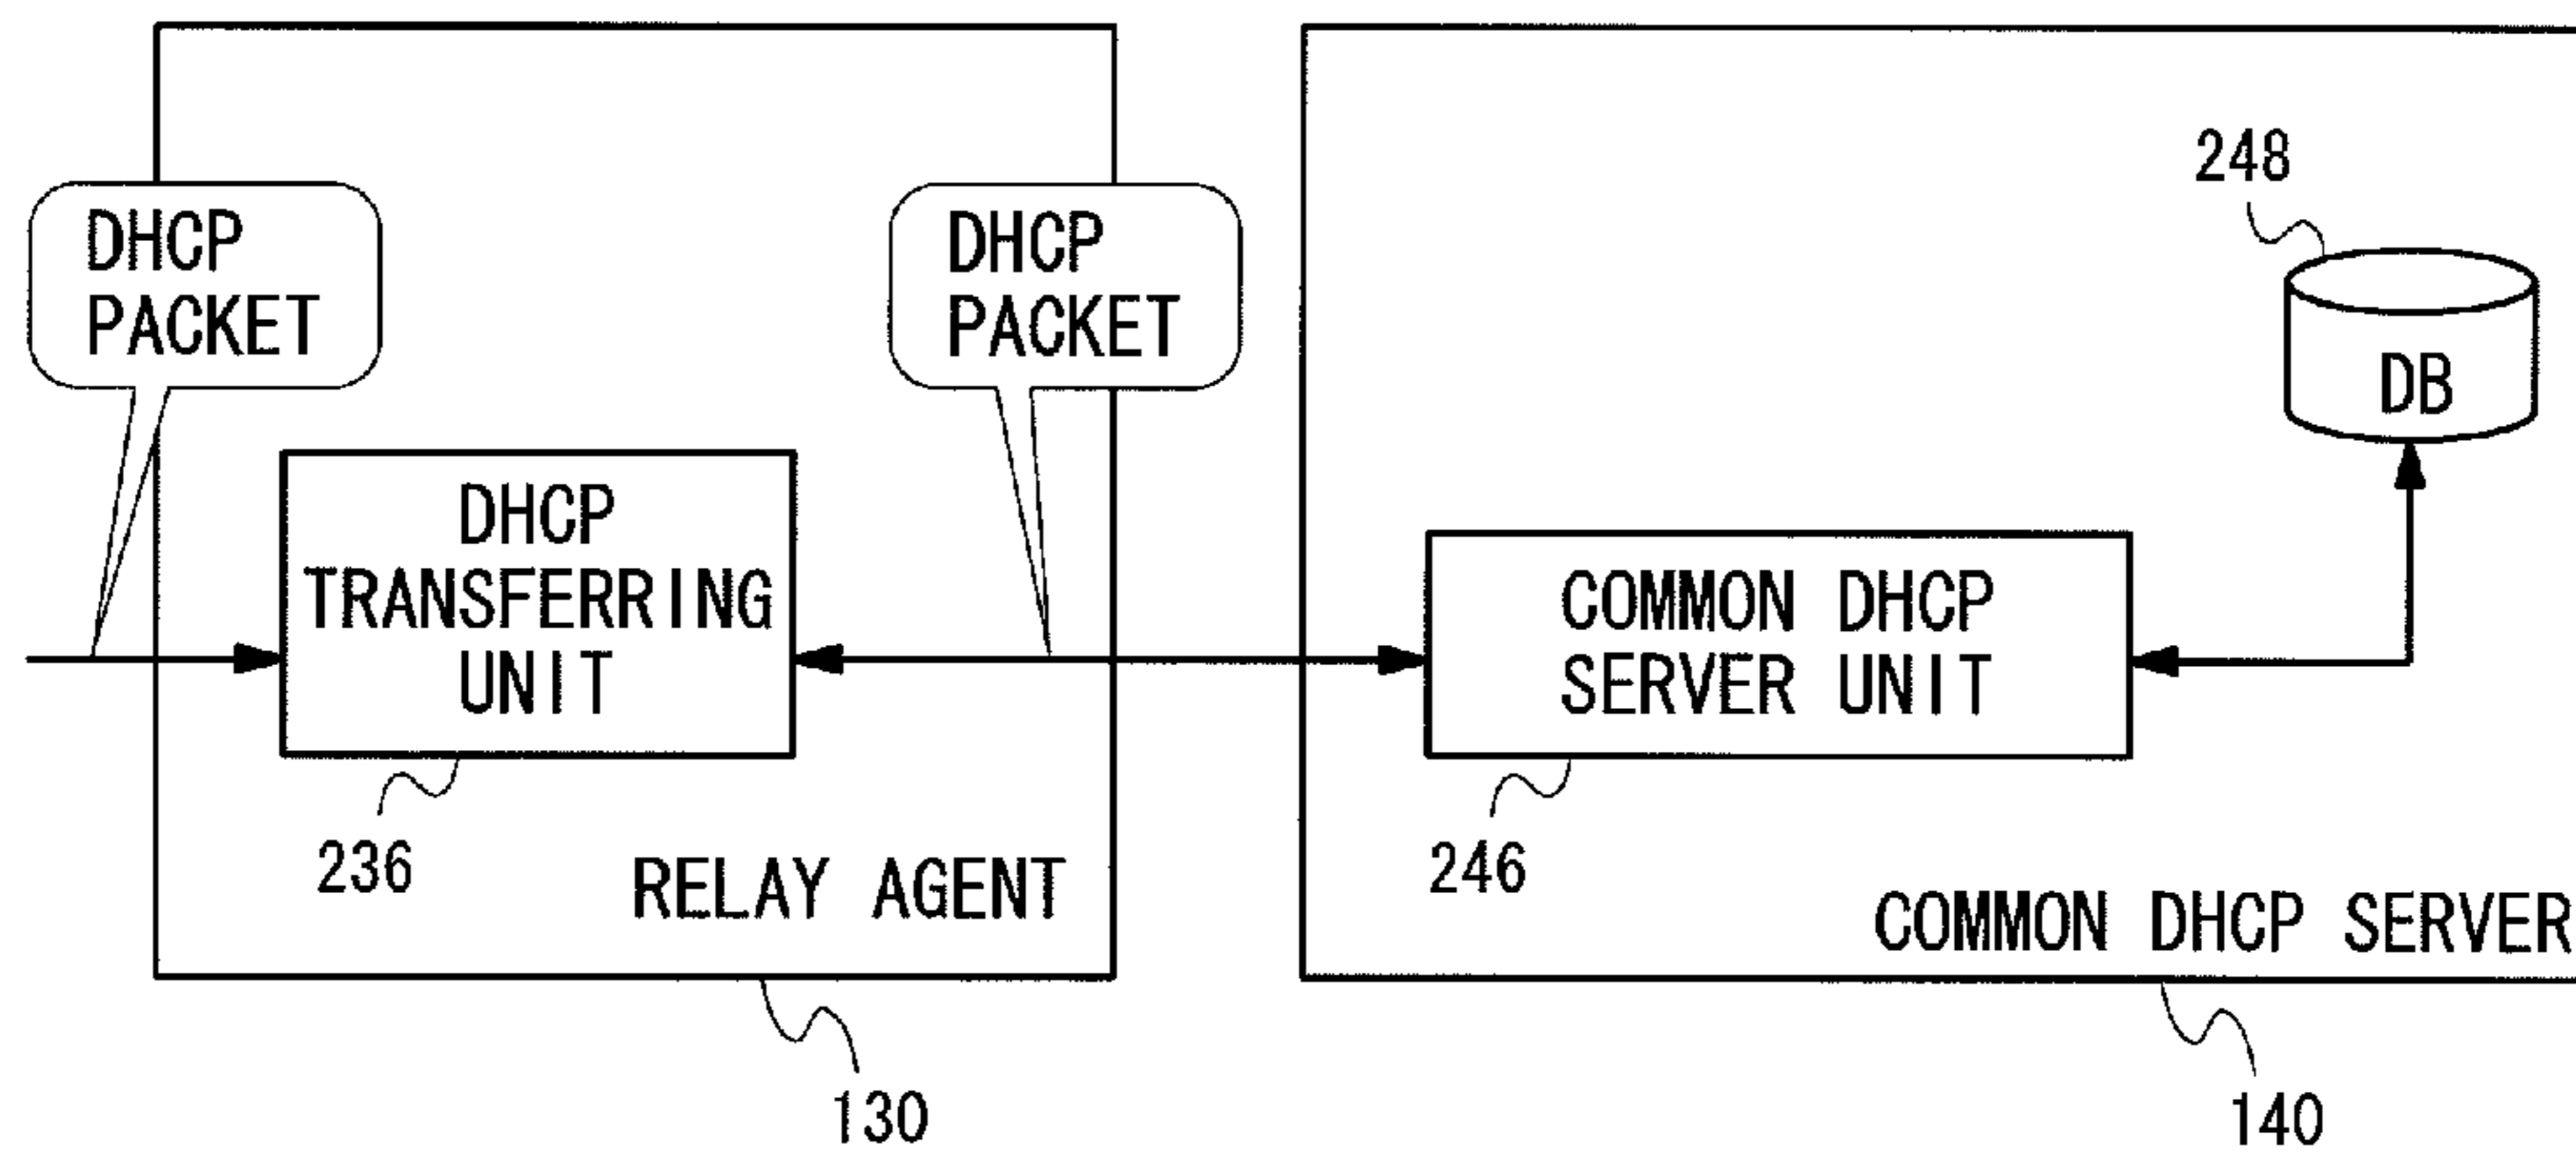 DHCP
PACKET
DHCP
PACKET
248
DB
DHCP
TRANSFERRING
UNIT
COMMON DHCP
SERVER UNIT
236
246
RELAY AGENT
COMMON DHCP SERVER
130
140